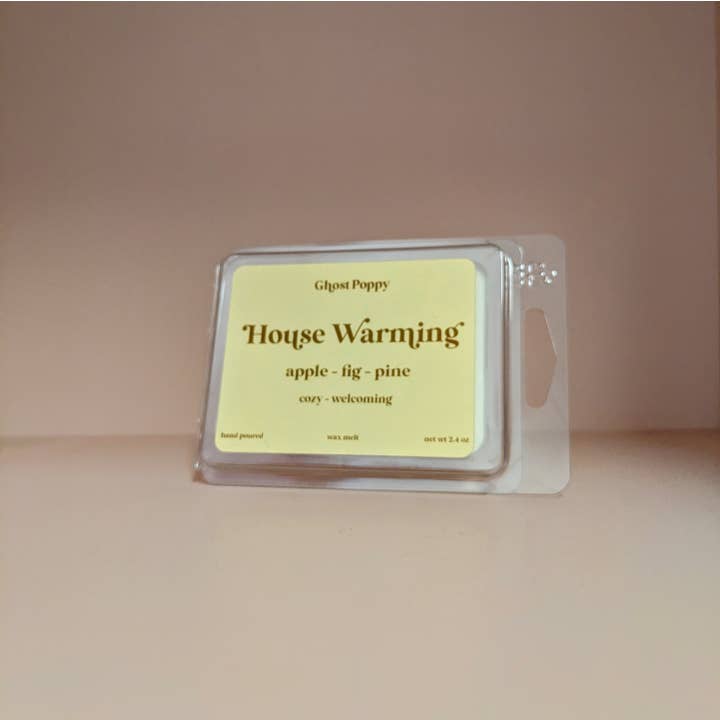 Ghost Poppy
House Warming
apple - fig - pine
cozy - welcoming
hand poured wax melt net wt 2.4 oz